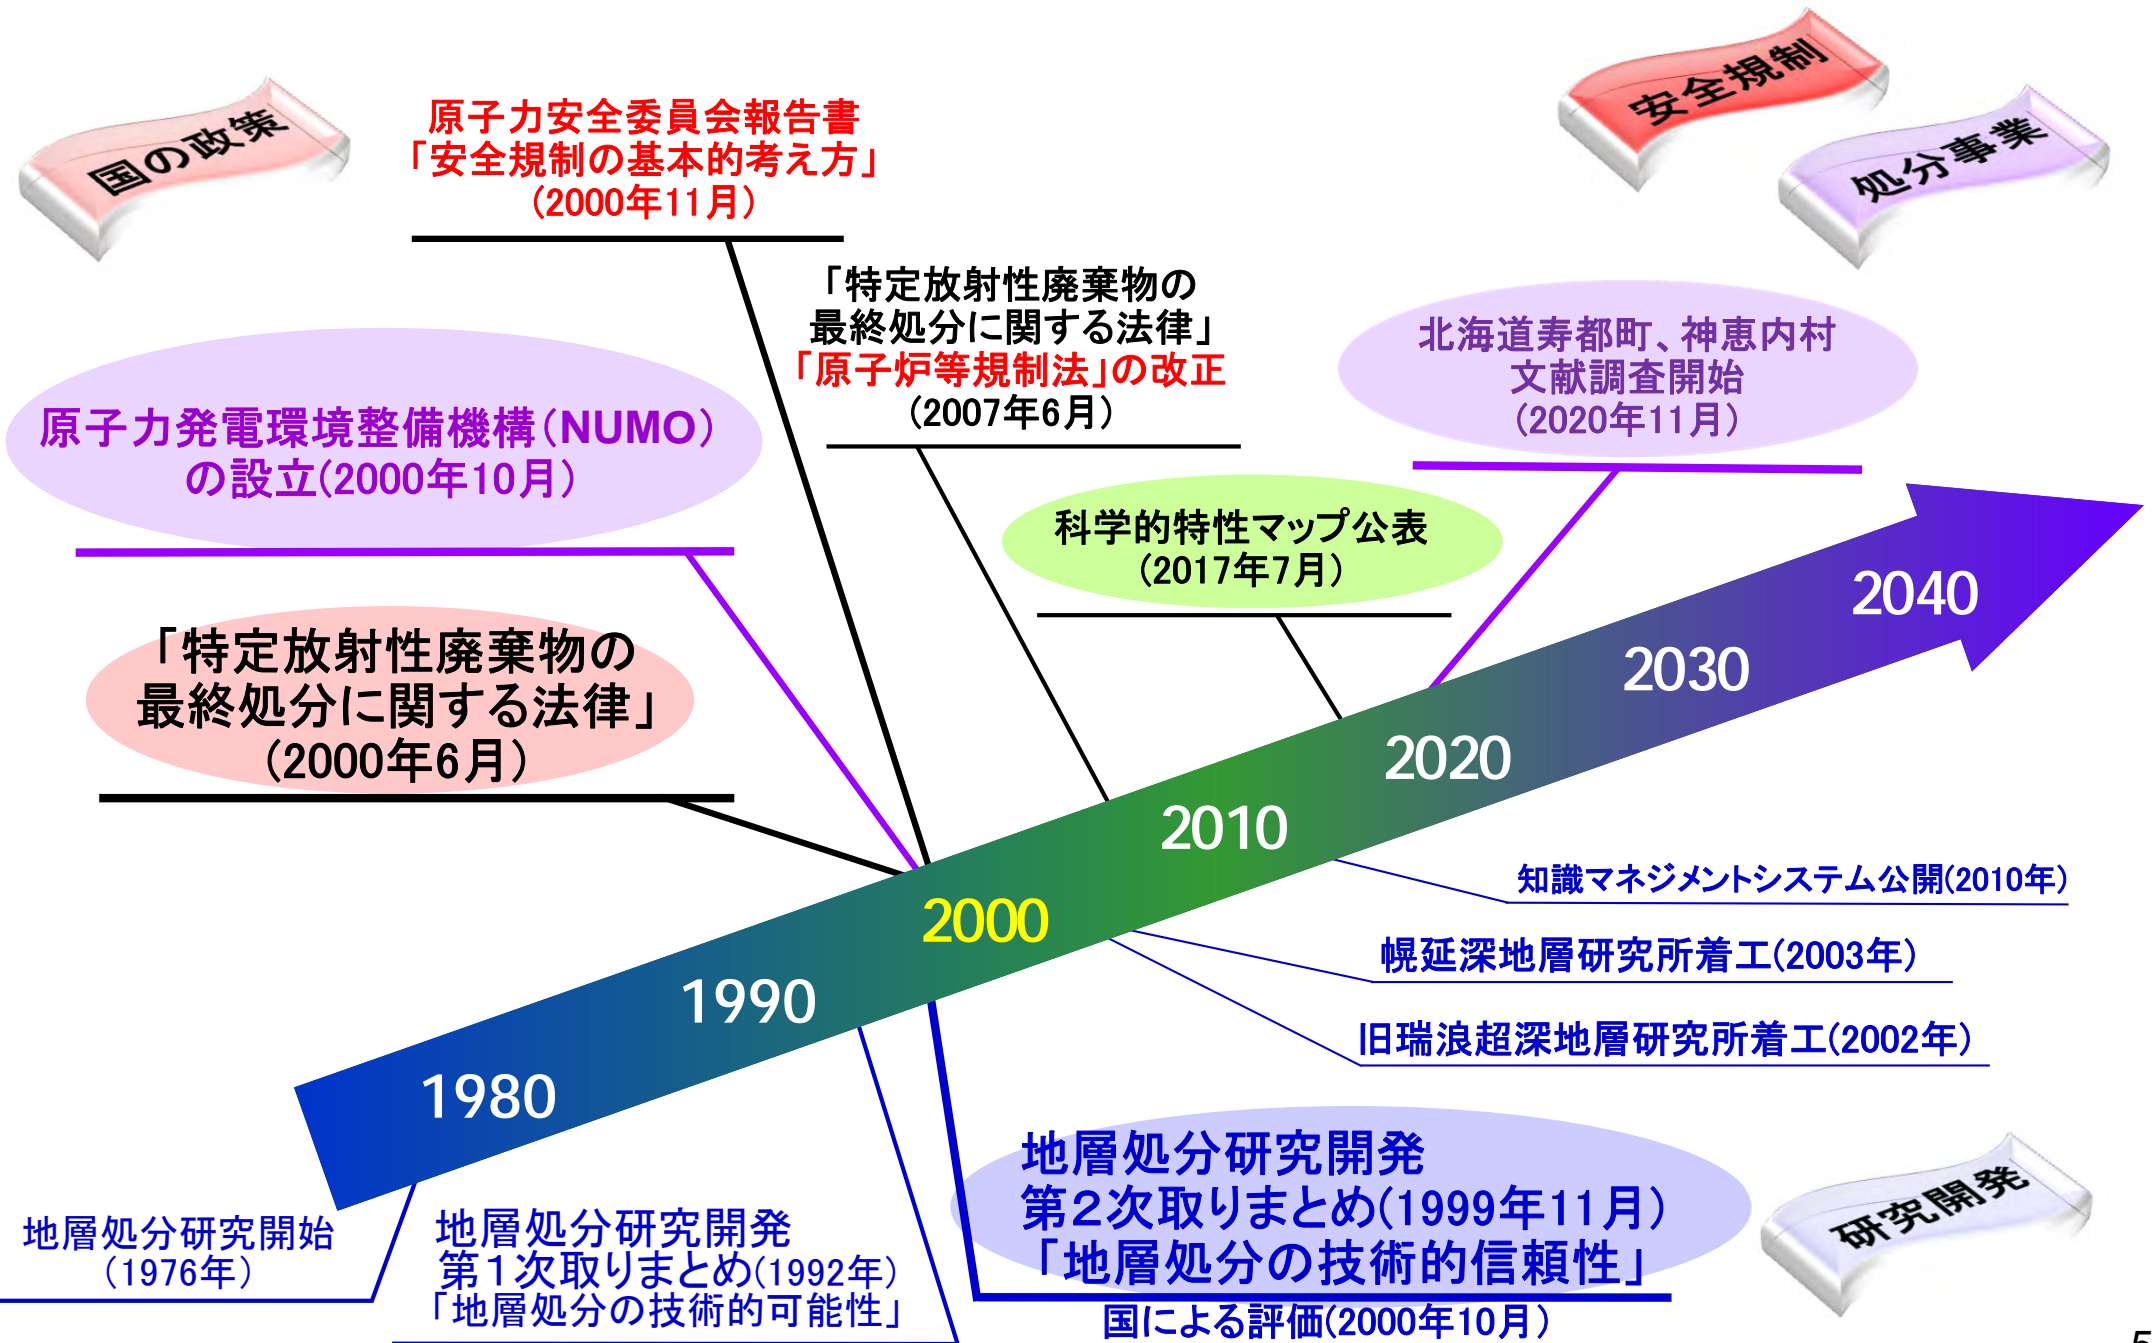 国の政策
安全規制
処分事業
原子力安全委員会報告書
「安全規制の基本的考え方」
(2000年11月)
「特定放射性廃棄物の
最終処分に関する法律」
「原子炉等規制法」の改正
(2007年6月)
北海道寿都町、神恵内村
文献調査開始
(2020年11月)
原子力発電環境整備機構(NUMO)
の設立(2000年10月)
科学的特性マップ公表
(2017年7月)
「特定放射性廃棄物の
最終処分に関する法律」
(2000年6月)
1980
1990
2000
2010
2020
2030
2040
知識マネジメントシステム公開(2010年)
幌延深地層研究所着工(2003年)
旧瑞浪超深地層研究所着工(2002年)
地層処分研究開発
第2次取りまとめ(1999年11月)
「地層処分の技術的信頼性」
国による評価(2000年10月)
研究開発
地層処分研究開始
(1976年)
地層処分研究開発
第1次取りまとめ(1992年)
「地層処分の技術的可能性」